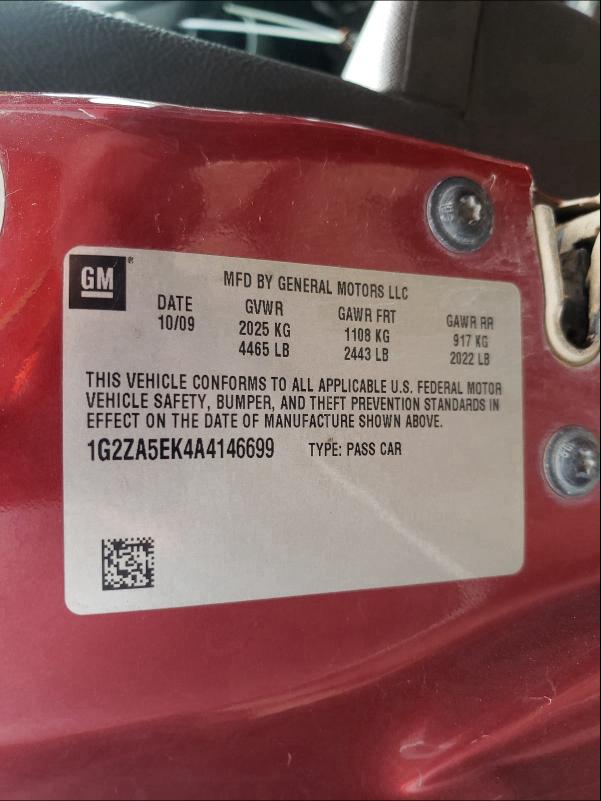 GM®
MFD BY GENERAL MOTORS LLC
DATE GVWR GAWR FRT GAWR RR
10/09 2025 KG 1108 KG 917 KG
4465 LB 2443 LB 2022 LB
THIS VEHICLE CONFORMS TO ALL APPLICABLE U.S. FEDERAL MOTOR
VEHICLE SAFETY, BUMPER, AND THEFT PREVENTION STANDARDS IN
EFFECT ON THE DATE OF MANUFACTURE SHOWN ABOVE.
1G2ZA5EK4A4146699 TYPE: PASS CAR